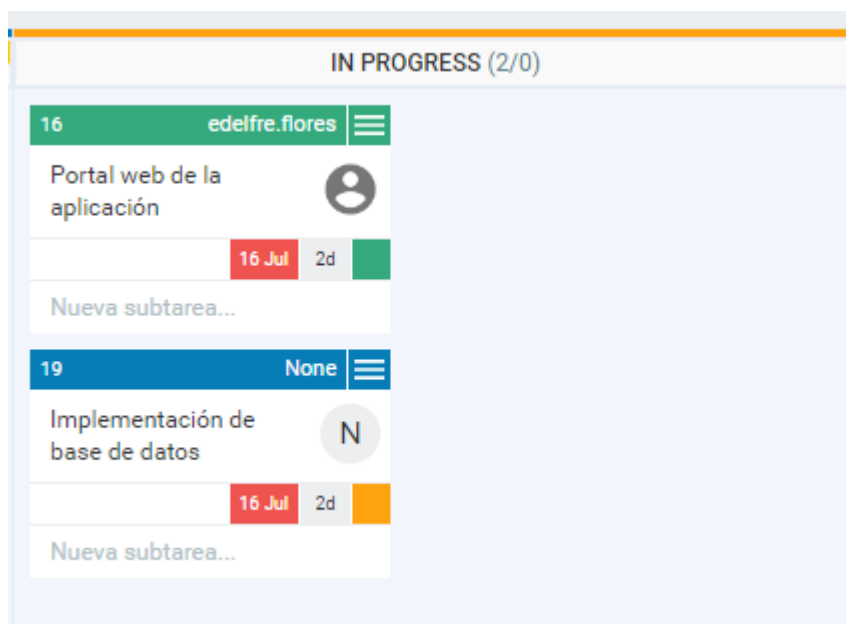 IN PROGRESS (2/0)
16 edelfre.flores
Portal web de la
aplicación
16 Jul 2d
Nueva subtarea...
19 None
Implementación de
base de datos
N
16 Jul 2d
Nueva subtarea...